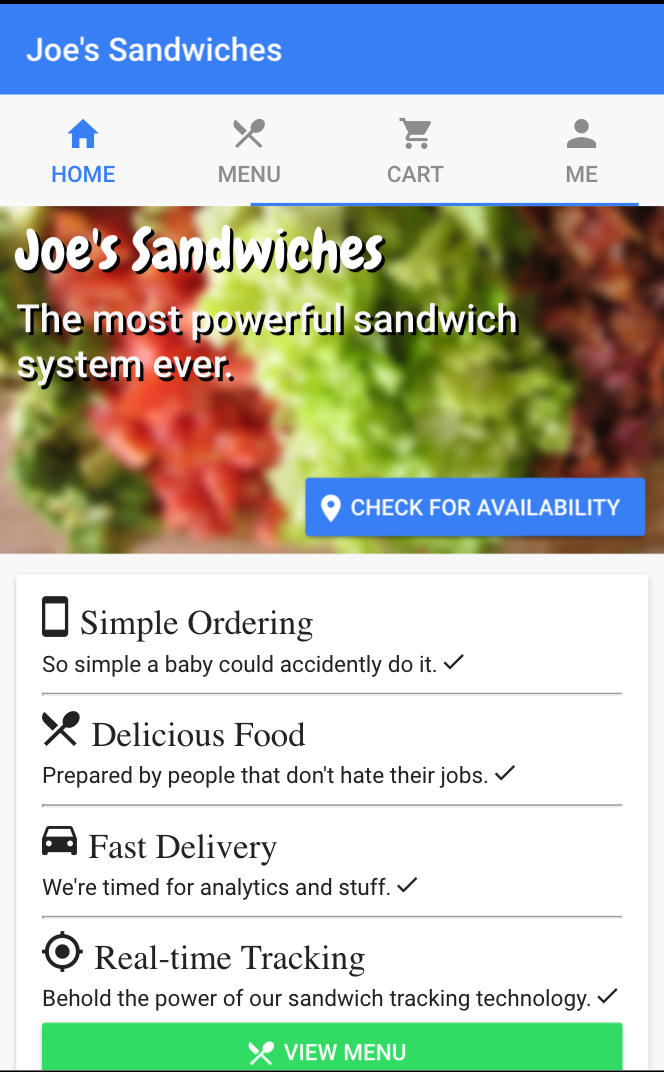 Joe's Sandwiches
HOME MENU CART ME
Joe's Sandwiches
The most powerful sandwich
system ever.
CHECK FOR AVAILABILITY
Simple Ordering
So simple a baby could accidently do it.
Delicious Food
Prepared by people that don't hate their jobs.
Fast Delivery
We're timed for analytics and stuff.
Real-time Tracking
Behold the power of our sandwich tracking technology.
VIEW MENU